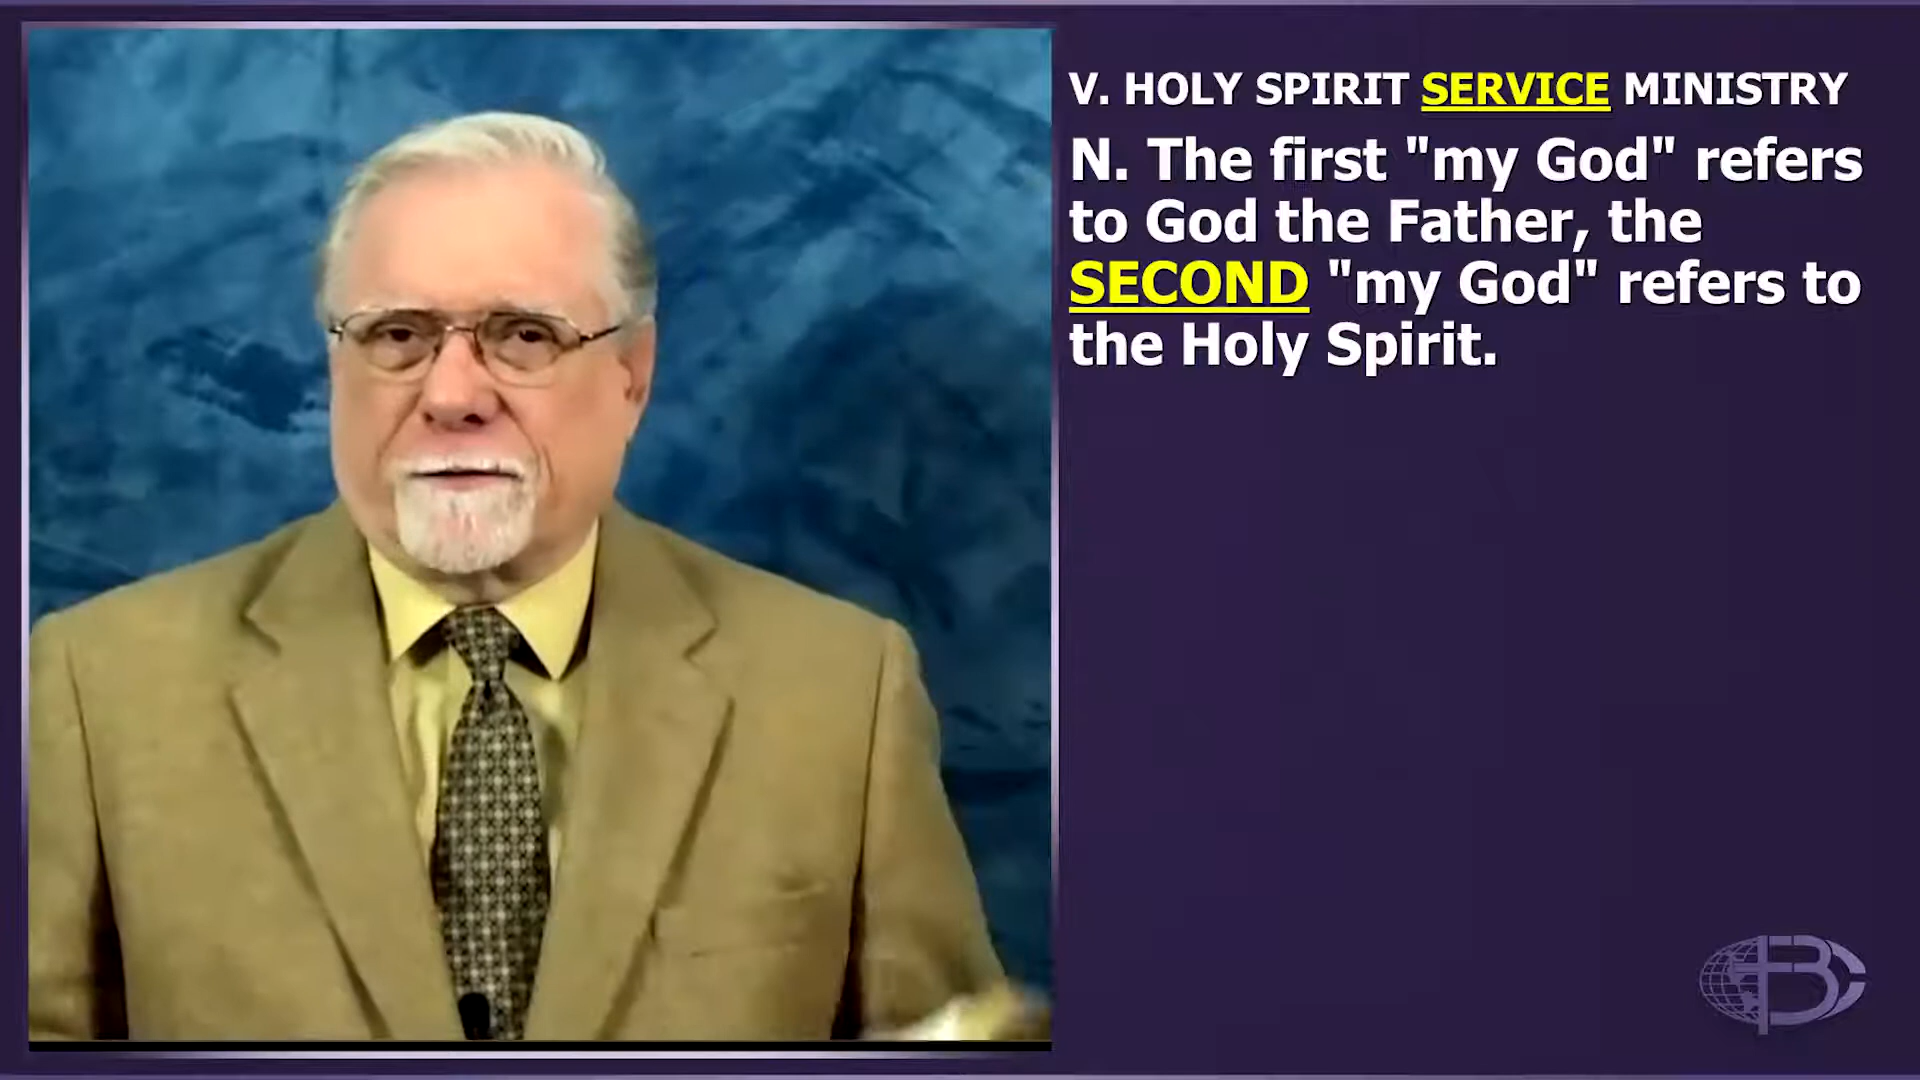 V. HOLY SPIRIT SERVICE MINISTRY
N. The first "my God" refers
to God the Father, the
SECOND "my God" refers to
the Holy Spirit.